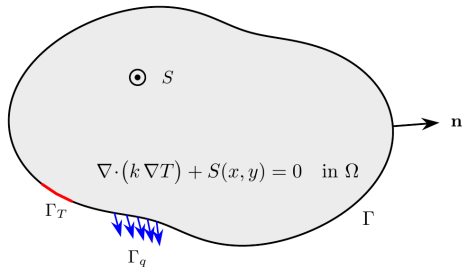 S
n
∇·(k ∇T) + S(x, y) = 0 in Ω
Γ_T
Γ
Γ_q